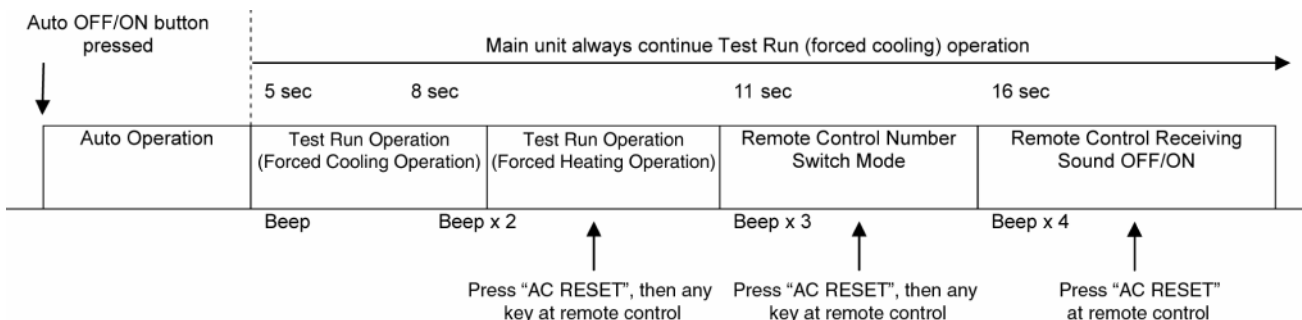 Auto OFF/ON button
pressed
Main unit always continue Test Run (forced cooling) operation
5 sec
8 sec
11 sec
16 sec
Auto Operation
Test Run Operation
(Forced Cooling Operation)
Test Run Operation
(Forced Heating Operation)
Remote Control Number
Switch Mode
Remote Control Receiving
Sound OFF/ON
Beep
Beep x 2
Beep x 3
Beep x 4
Press “AC RESET”, then any
key at remote control
Press “AC RESET”, then any
key at remote control
Press “AC RESET”
at remote control